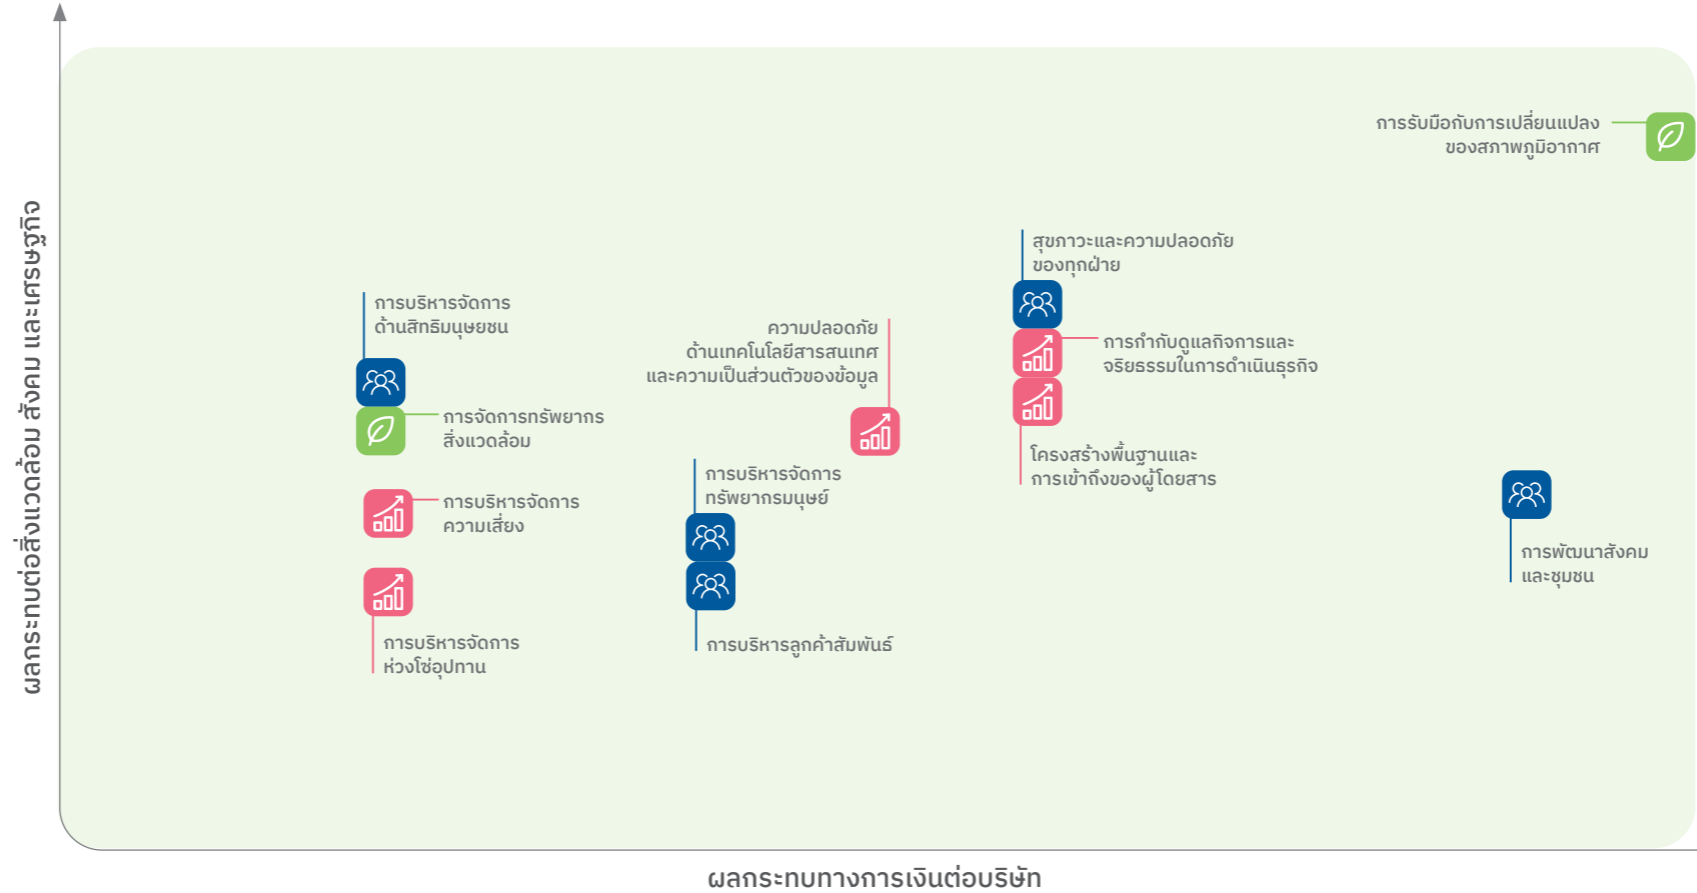 ผลกระทบต่อสิ่งแวดล้อม สังคม และเศรษฐกิจ
การรับมือกับการเปลี่ยนแปลง
ของสภาพภูมิอากาศ
สุขภาวะและความปลอดภัย
ของทุกฝ่าย
การบริหารจัดการ
ด้านสิทธิมนุษยชน
ความปลอดภัย
ด้านเทคโนโลยีสารสนเทศ
และความเป็นส่วนตัวของข้อมูล
การกำกับดูแลกิจการและ
จริยธรรมในการดำเนินธุรกิจ
การจัดการทรัพยากร
สิ่งแวดล้อม
โครงสร้างพื้นฐานและ
การเข้าถึงของผู้โดยสาร
การบริหารจัดการ
ทรัพยากรมนุษย์
การบริหารจัดการ
ความเสี่ยง
การพัฒนาสังคม
และชุมชน
การบริหารจัดการ
ห่วงโซ่อุปทาน
การบริหารลูกค้าสัมพันธ์
ผลกระทบทางการเงินต่อบริษัท